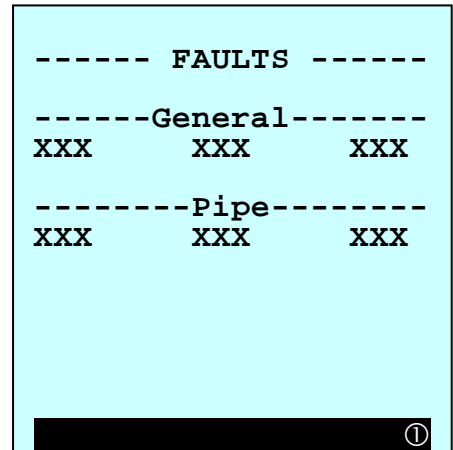 ------ FAULTS ------
------General-------
XXX XXX XXX
--------Pipe--------
XXX XXX XXX
①